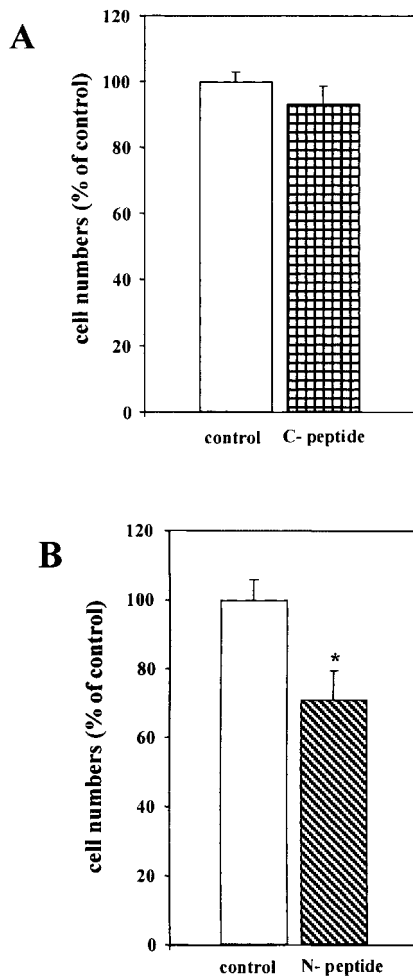 A
cell numbers (% of control)
120
100
80
60
40
20
0
control C- peptide
B
cell numbers (% of control)
120
100
80
60
40
20
0
*
control N- peptide